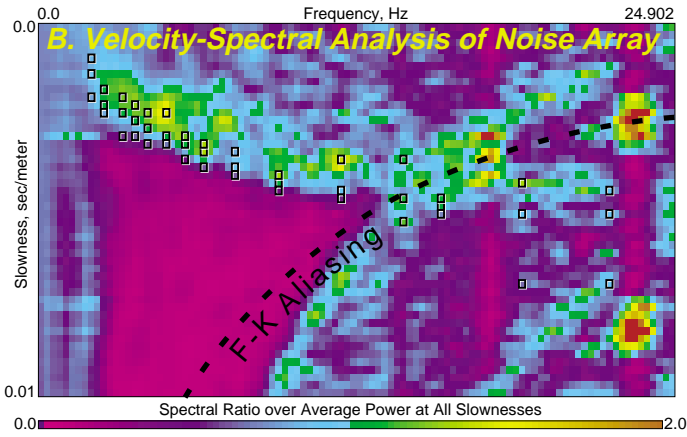 0.0 Frequency, Hz 24.902
0.0
B. Velocity-Spectral Analysis of Noise Array
Slowness, sec/meter
F-K Aliasing
0.01
Spectral Ratio over Average Power at All Slownesses
0.0 2.0